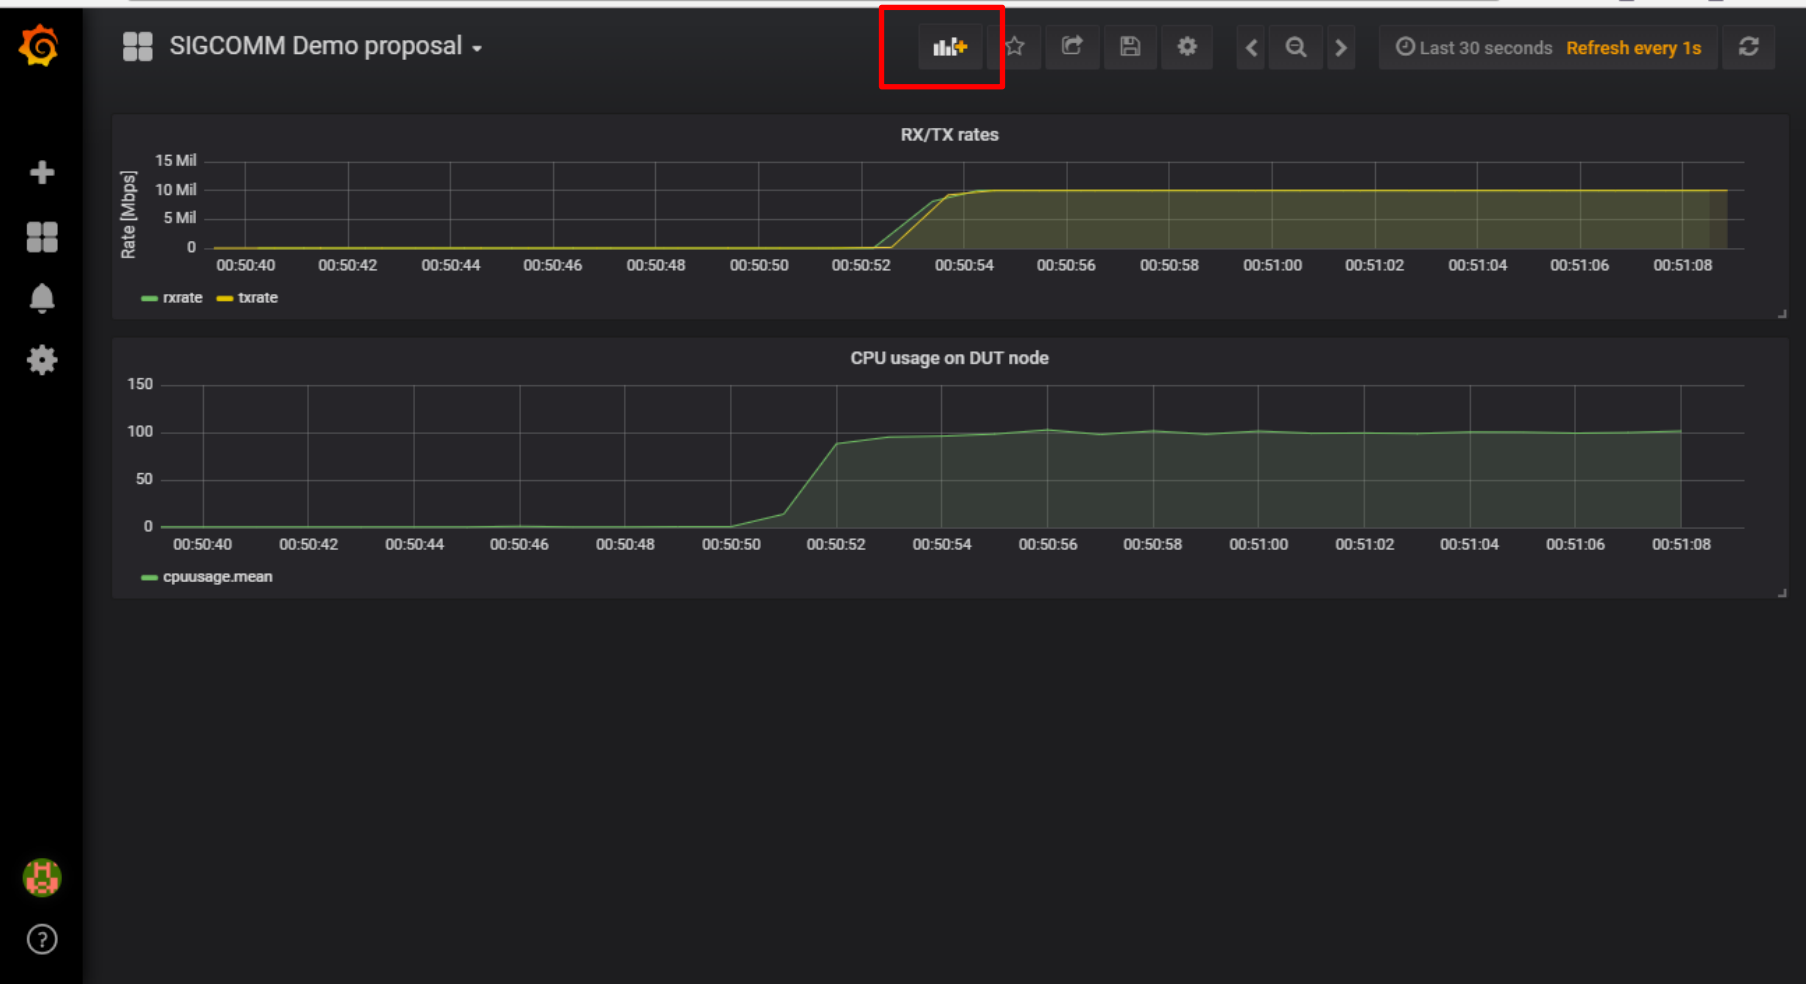 SIGCOMM Demo proposal
Last 30 seconds Refresh every 1s
RX/TX rates
Rate [Mbps]
15 Mil
10 Mil
5 Mil
0
00:50:40 00:50:42 00:50:44 00:50:46 00:50:48 00:50:50 00:50:52 00:50:54 00:50:56 00:50:58 00:51:00 00:51:02 00:51:04 00:51:06 00:51:08
rxrate txrate
CPU usage on DUT node
150
100
50
0
00:50:40 00:50:42 00:50:44 00:50:46 00:50:48 00:50:50 00:50:52 00:50:54 00:50:56 00:50:58 00:51:00 00:51:02 00:51:04 00:51:06 00:51:08
cpuusage.mean
?